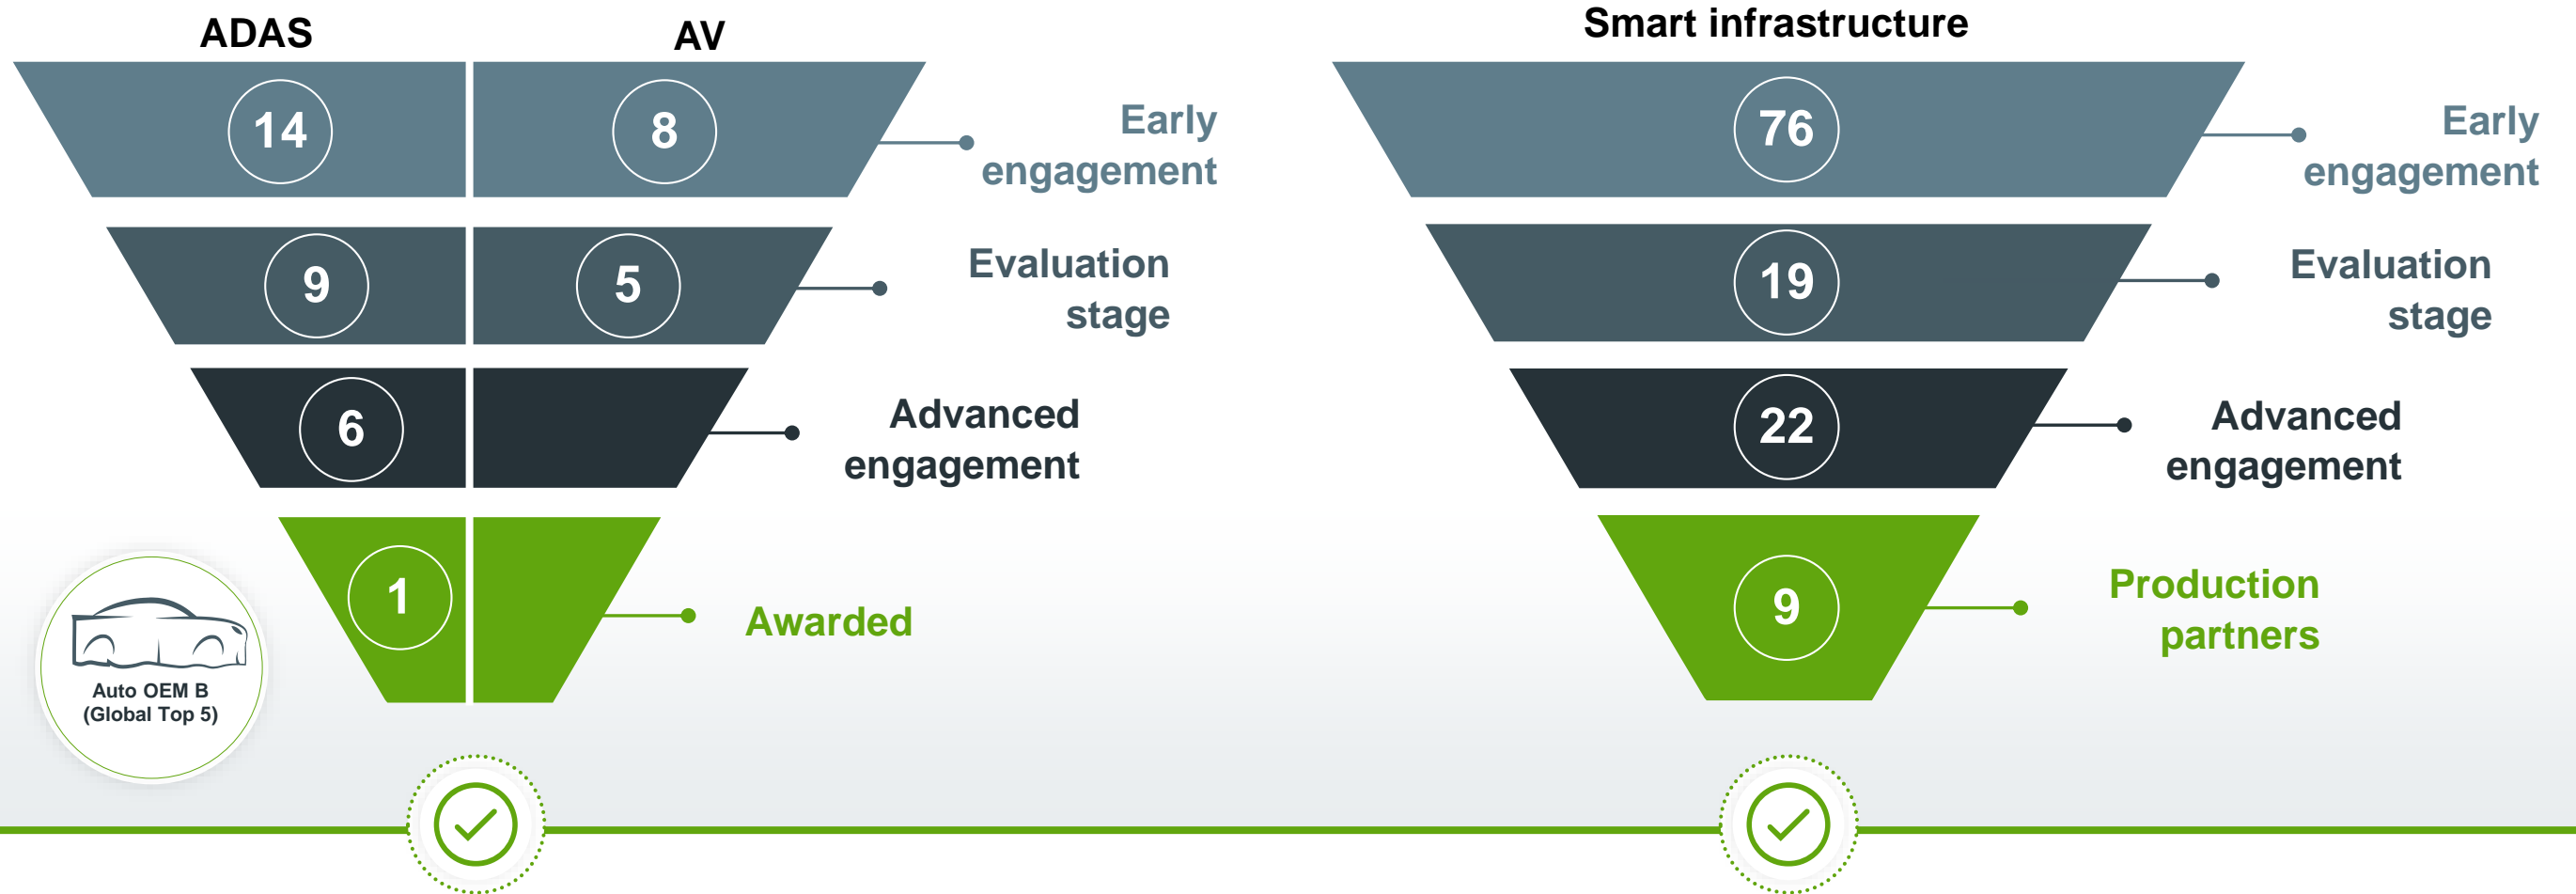 ADAS
AV
14
8
Early
engagement
9
5
Evaluation
stage
6
Advanced
engagement
1
Awarded
Auto OEM B
(Global Top 5)
Smart infrastructure
76
Early
engagement
19
Evaluation
stage
22
Advanced
engagement
9
Production
partners